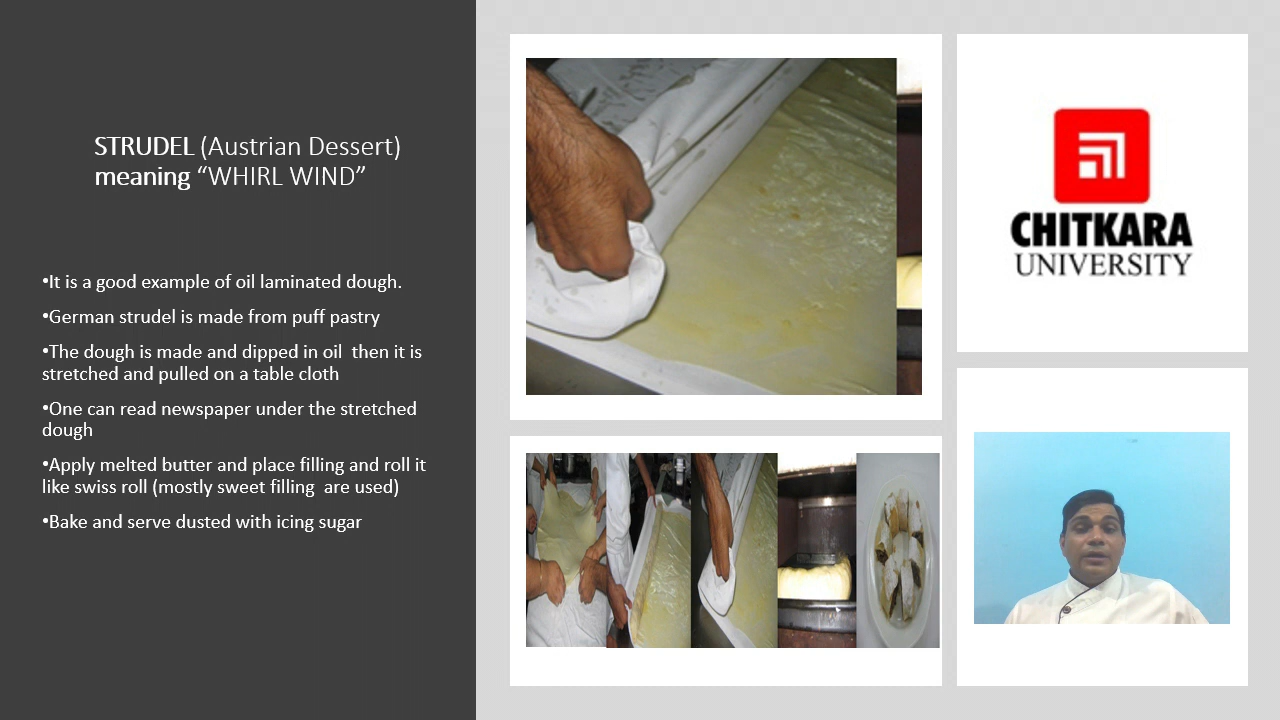 STRUDEL (Austrian Dessert)
meaning “WHIRL WIND”
•It is a good example of oil laminated dough.
•German strudel is made from puff pastry
•The dough is made and dipped in oil  then it is
stretched and pulled on a table cloth
•One can read newspaper under the stretched
dough
•Apply melted butter and place filling and roll it
like swiss roll (mostly sweet filling  are used)
•Bake and serve dusted with icing sugar
CHITKARA
UNIVERSITY